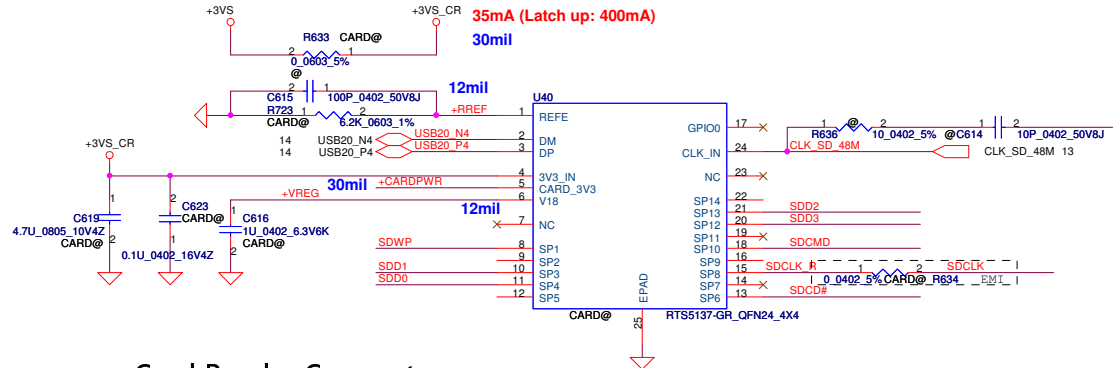 +3VS
+3VS_CR
35mA (Latch up: 400mA)
30mil
R633 CARD@
2 1
0_0603_5%
@
2 1
C615 100P_0402_50V8J
12mil
R723 1 2
CARD@ 6.2K_0603_1%
+RREF
U40
1 REFE
14 USB20_N4 USB20_N4 2 DM
14 USB20_P4 USB20_P4 3 DP
+3VS_CR
4 3V3_IN
30mil +CARDPWR 5 CARD_3V3
+VREG 6 V18
12mil
7 NC
1 2 1
C619 C623 C616
4.7U_0805_10V4Z CARD@ 1U_0402_6.3V6K
CARD@ CARD@
2 1 2
0.1U_0402_16V4Z
SDWP 8 SP1
9 SP2
SDD1 10 SP3
SDD0 11 SP4
12 SP5
EPAD
25
CARD@ RTS5137-GR_QFN24_4X4
GPIO0 17
CLK_IN 24
NC 23
SP14 22
SP13 21 SDD2
SP12 20 SDD3
SP11 19
SP10 18 SDCMD
SP9 16
SP8 15 SDCLK_R
SP7 14
SP6 13 SDCD#
1 @ 2 1 2
R636 10_0402_5% @C614 10P_0402_50V8J
CLK_SD_48M CLK_SD_48M 13
1 2 SDCLK
0_0402_5% CARD@ R634 EMI